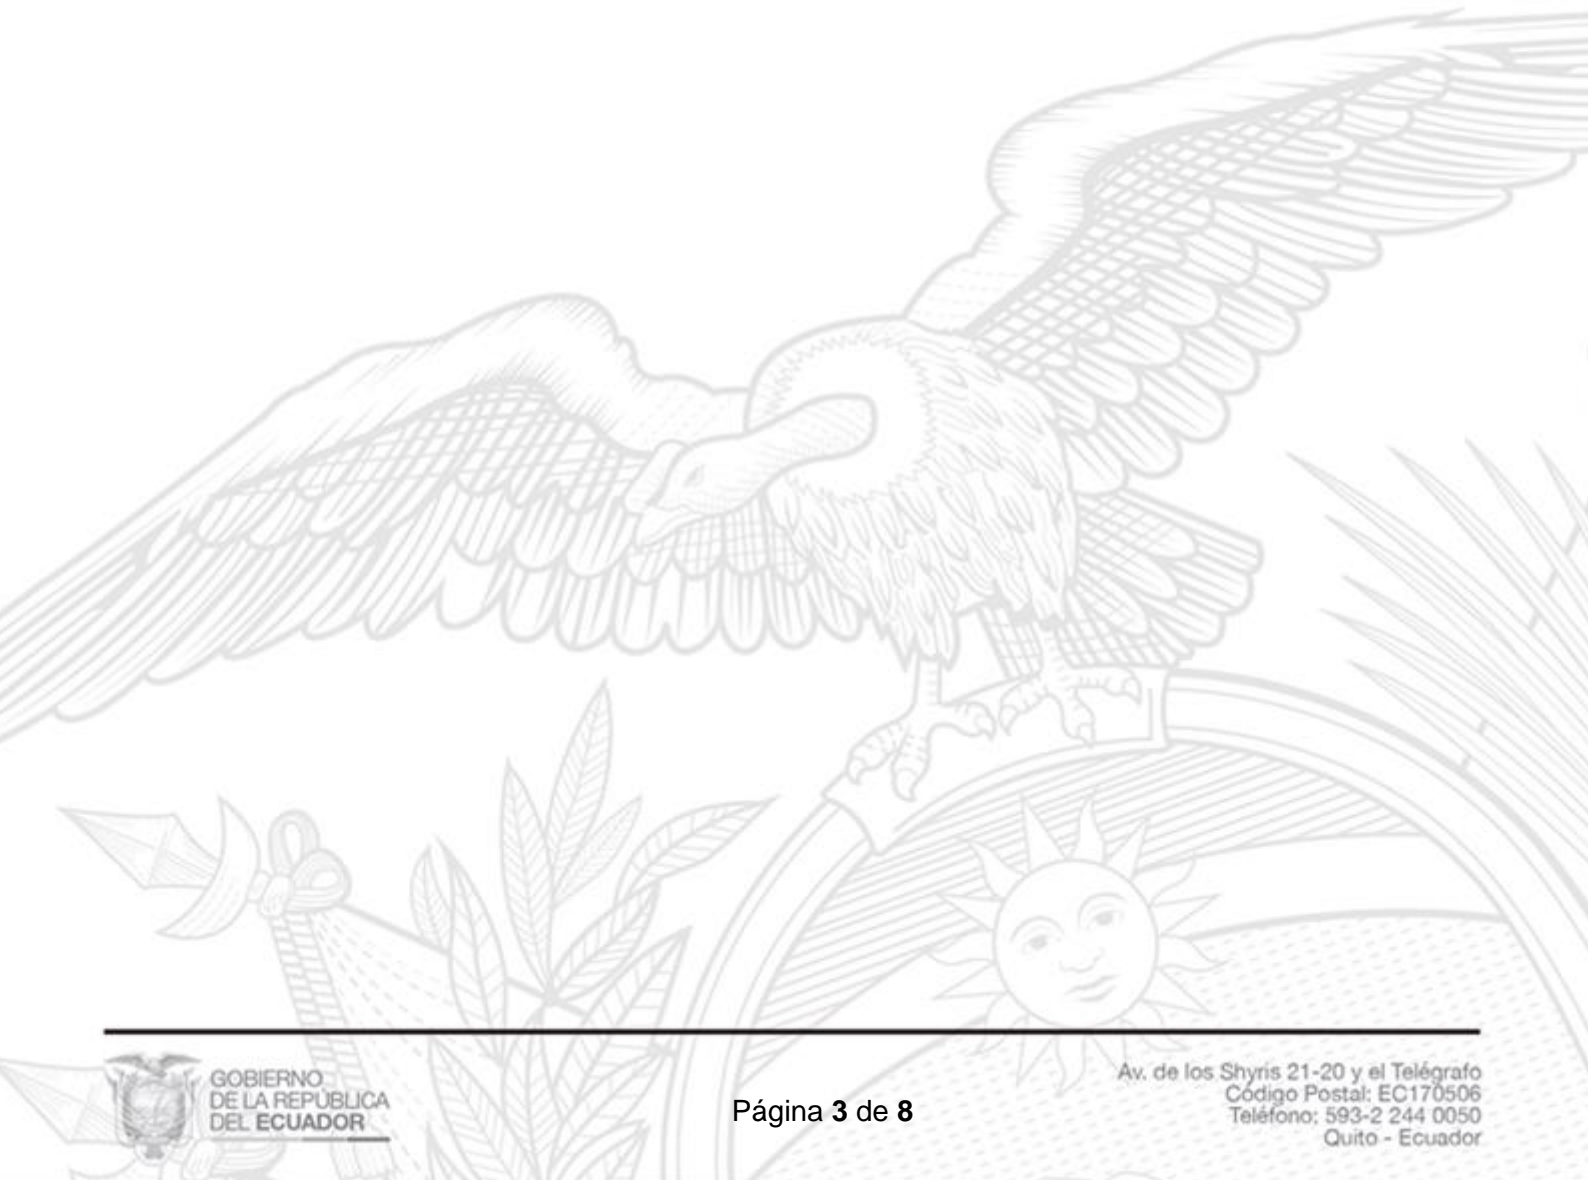 GOBIERNO
DE LA REPÚBLICA
DEL ECUADOR
Página 3 de 8
Av. de los Shyris 21-20 y el Telégrafo
Código Postal: EC170506
Teléfono: 593-2 244 0050
Quito - Ecuador